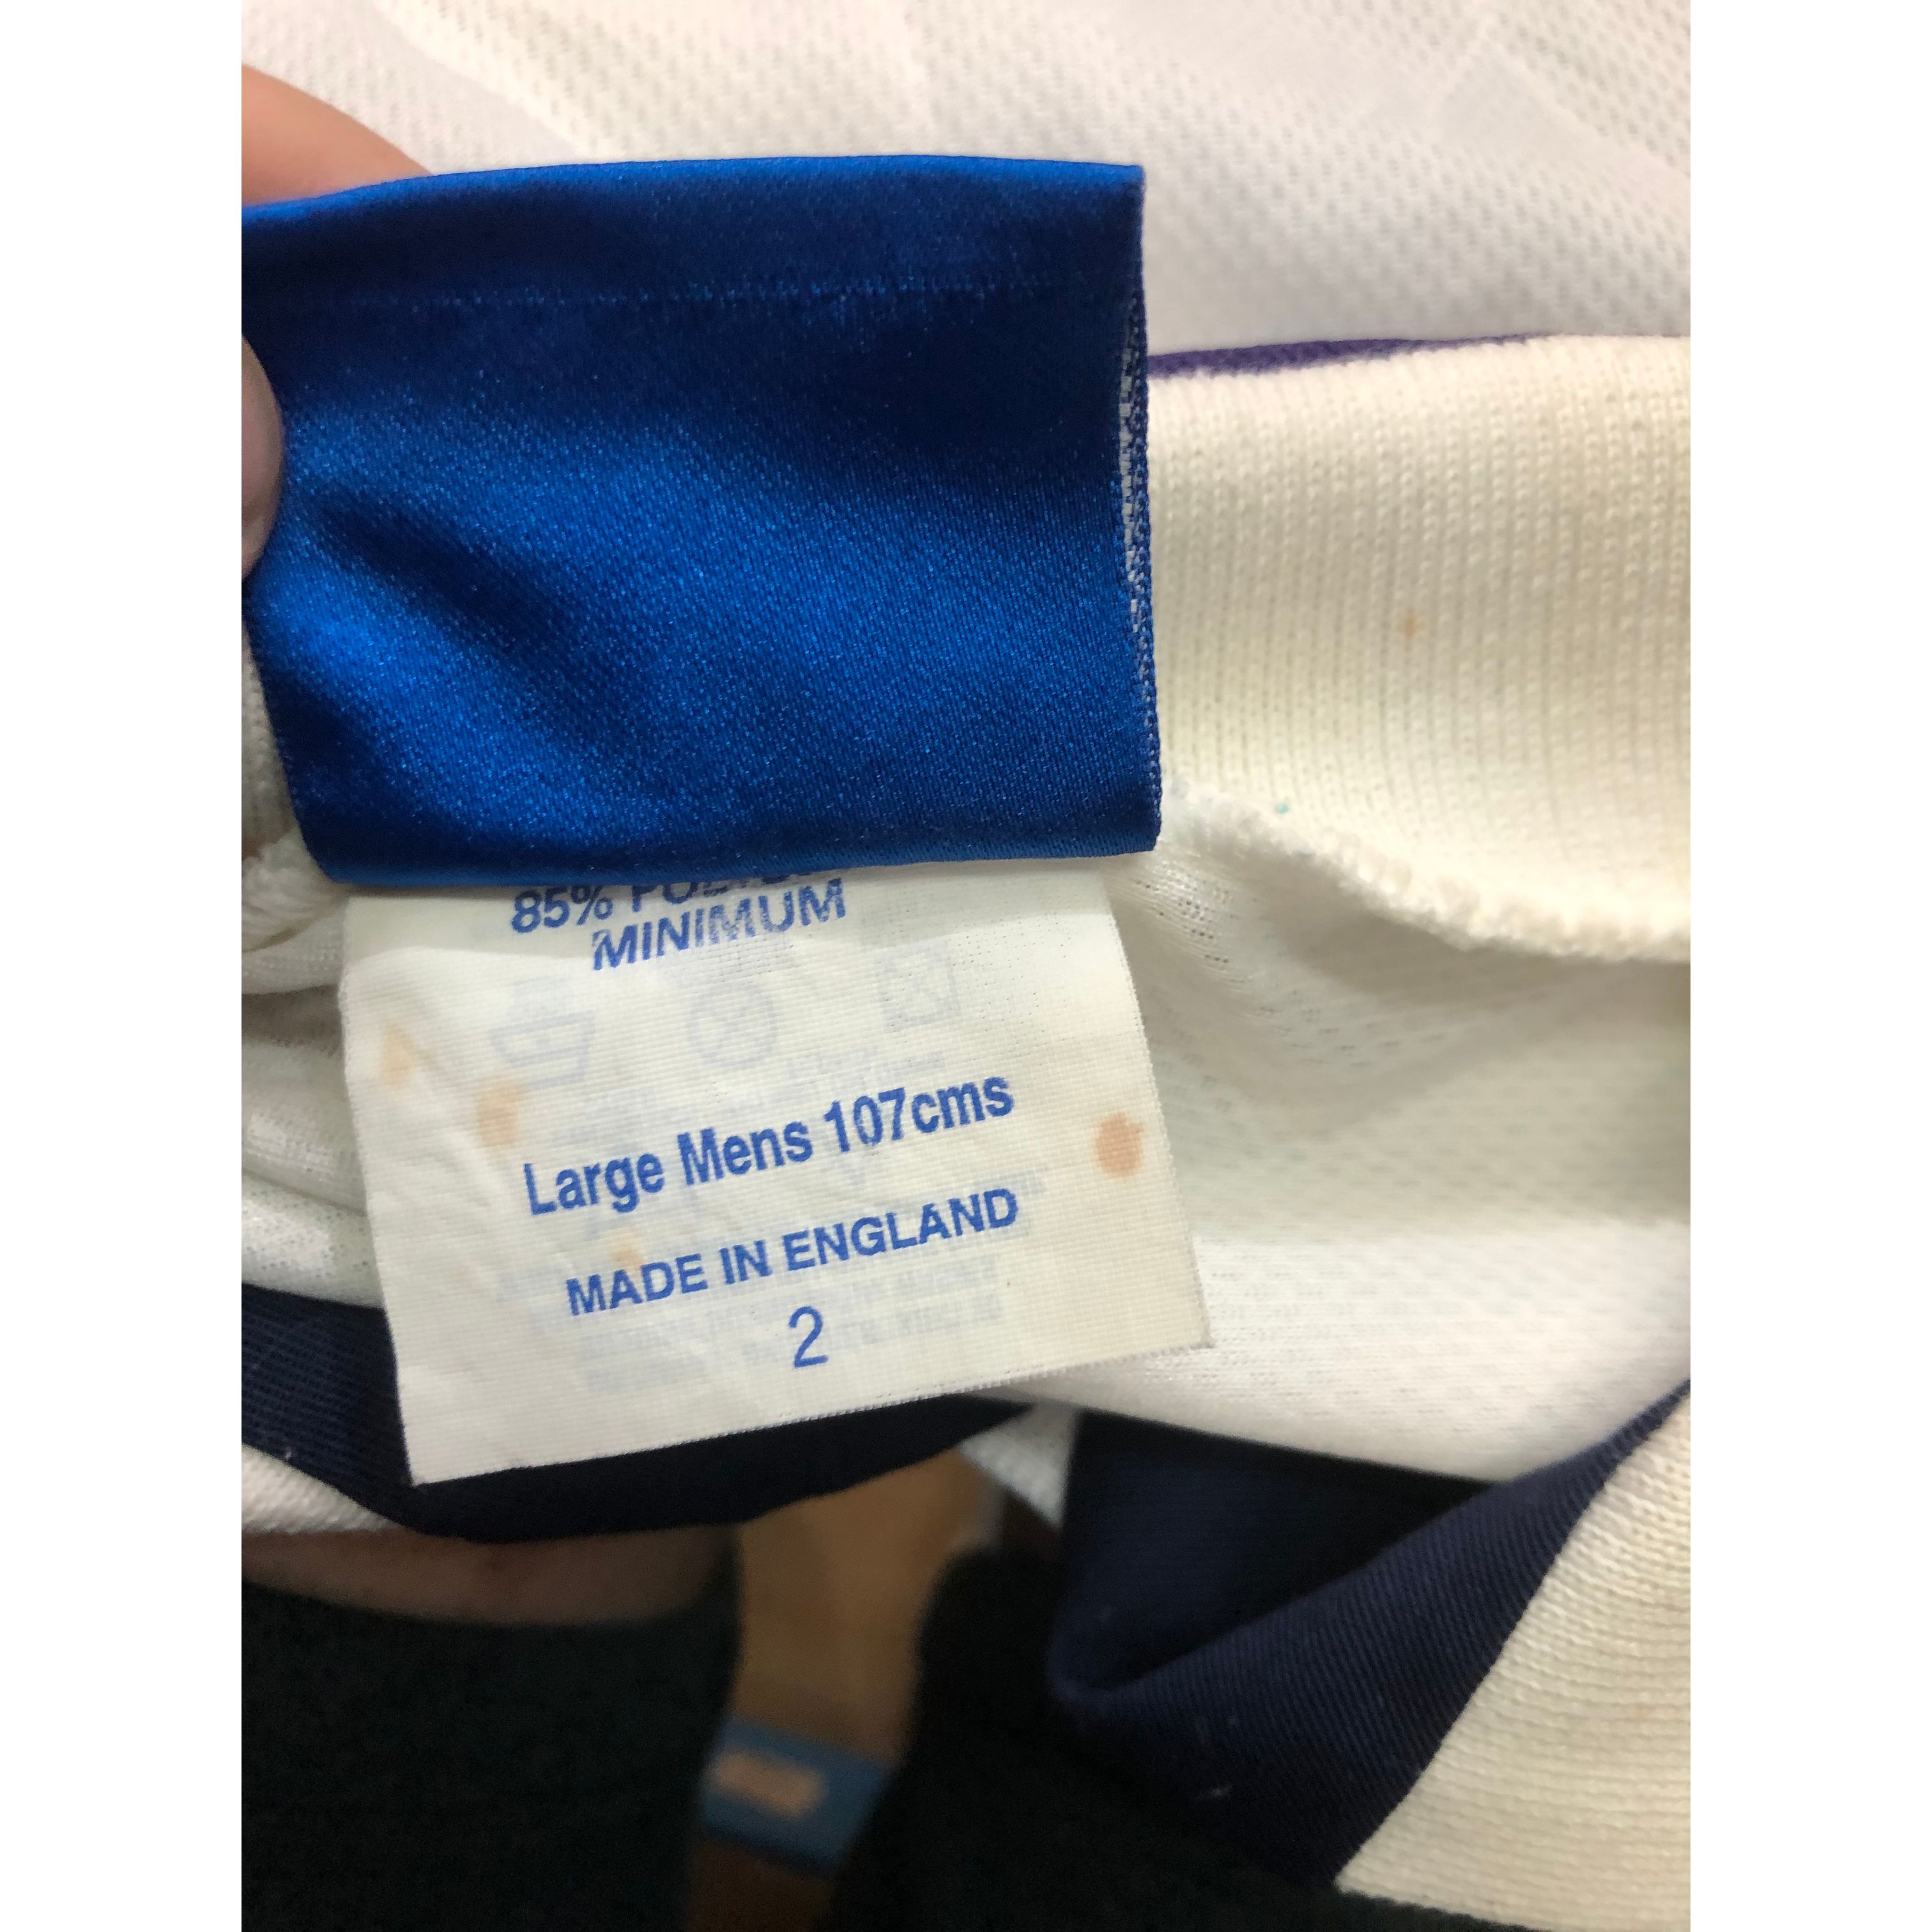 85%
MINIMUM
Large Mens 107cms
MADE IN ENGLAND
2